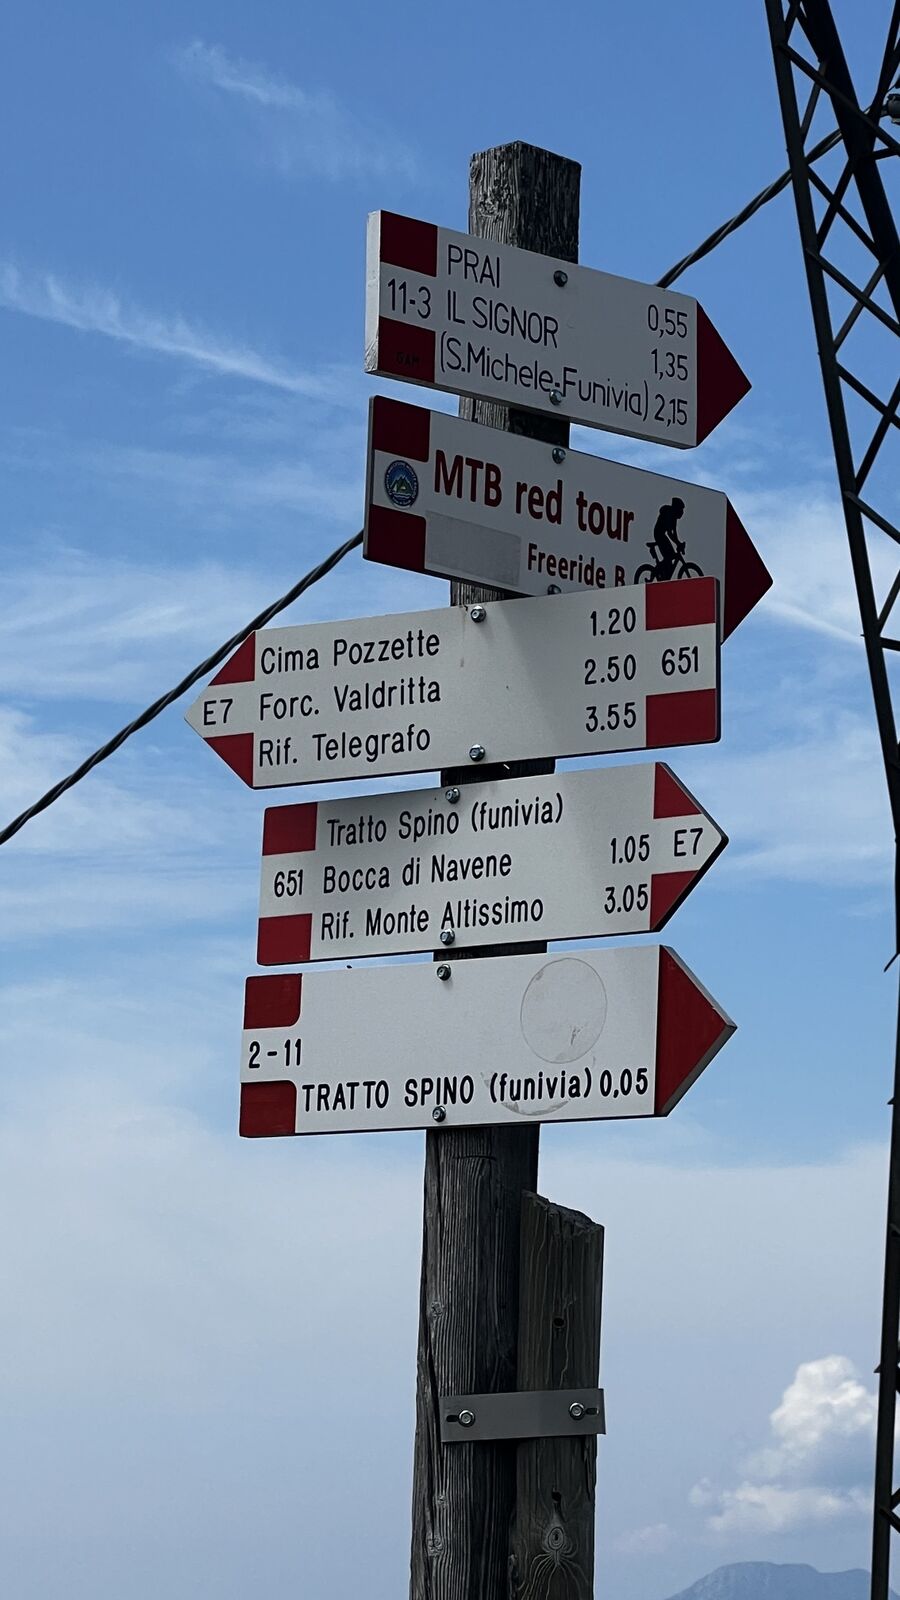 PRAI 0,55
11-3 IL SIGNOR 1,35
(S.Michele-Funivia) 2,15
MTB red tour
Freeride B
Cima Pozzette 1.20
E7 Forc. Valdritta 2.50 651
Rif. Telegrafo 3.55
Tratto Spino (funivia)
651 Bocca di Navene 1.05 E7
Rif. Monte Altissimo 3.05
2-11
TRATTO SPINO (funivia) 0,05